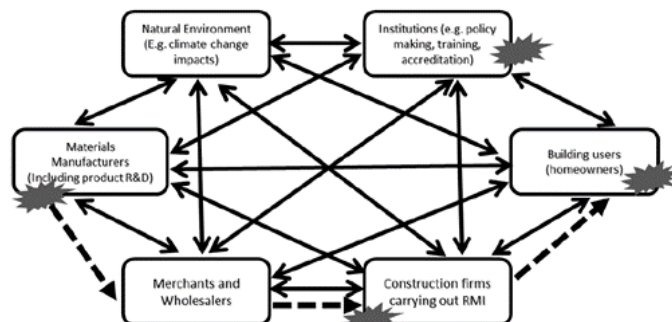 Natural Environment
(E.g. climate change
impacts)
Institutions (e.g. policy
making, training,
accreditation)
Materials
Manufacturers
(Including product R&D)
Building users
(homeowners)
Merchants and
Wholesalers
Construction firms
carrying out RMI